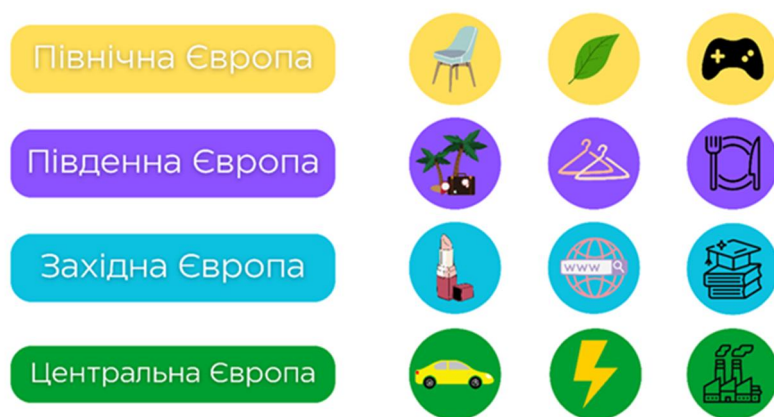 Північна Європа
Південна Європа
Західна Європа
www
Центральна Європа